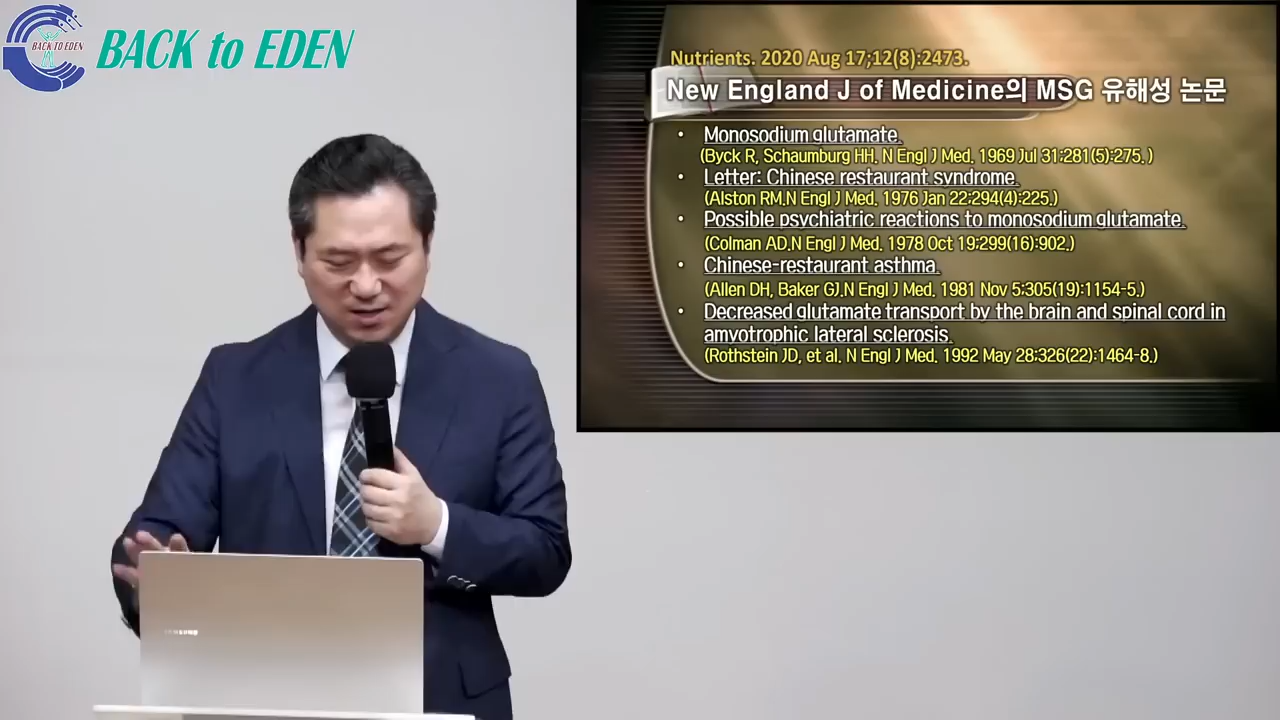 BACK TO EDEN
BACK to EDEN
Nutrients. 2020 Aug 17;12(8):2473.
New England J of Medicine의 MSG 유해성 논문
• Monosodium glutamate.
(Byck R, Schaumburg HH. N Engl J Med. 1969 Jul 31;281(5):275.)
• Letter: Chinese restaurant syndrome.
(Alston RM.N Engl J Med. 1976 Jan 22;294(4):225.)
• Possible psychiatric reactions to monosodium glutamate.
(Colman AD.N Engl J Med. 1978 Oct 19;299(16):902.)
• Chinese-restaurant asthma.
(Allen DH, Baker GJ.N Engl J Med. 1981 Nov 5;305(19):1154-5.)
• Decreased glutamate transport by the brain and spinal cord in
amyotrophic lateral sclerosis.
(Rothstein JD, et al. N Engl J Med. 1992 May 28;326(22):1464-8.)